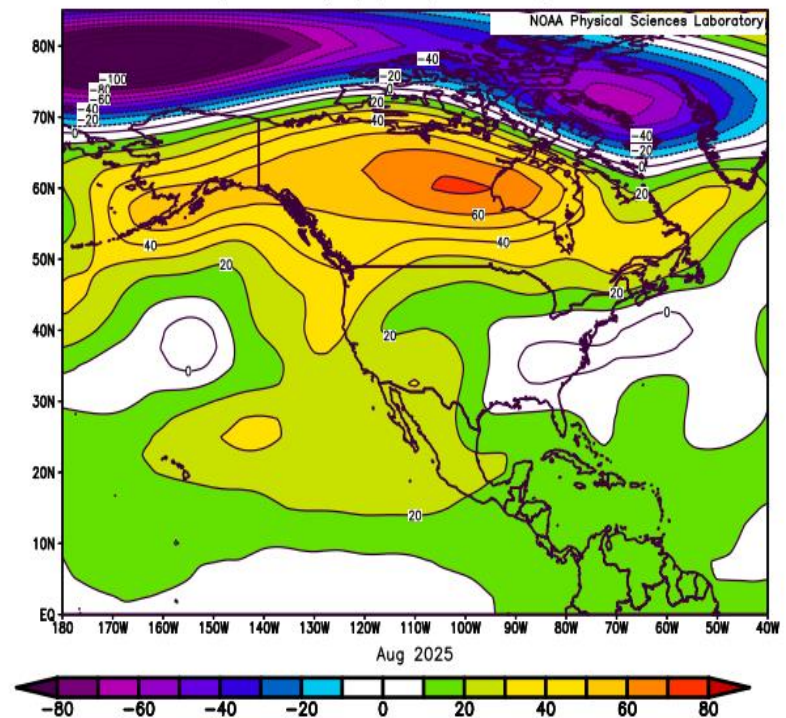 NOAA Physical Sciences Laboratory
80N
-40
-100
-20
-80
0
-60
20
-40
70N
40
-20
-40
0
-20
0
60N
20
60
40
40
50N
20
20
0
40N
20
0
30N
20N
20
10N
EQ
180 170W 160W 150W 140W 130W 120W 110W 100W 90W 80W 70W 60W 50W 40W
Aug 2025
-80 -60 -40 -20 0 20 40 60 80